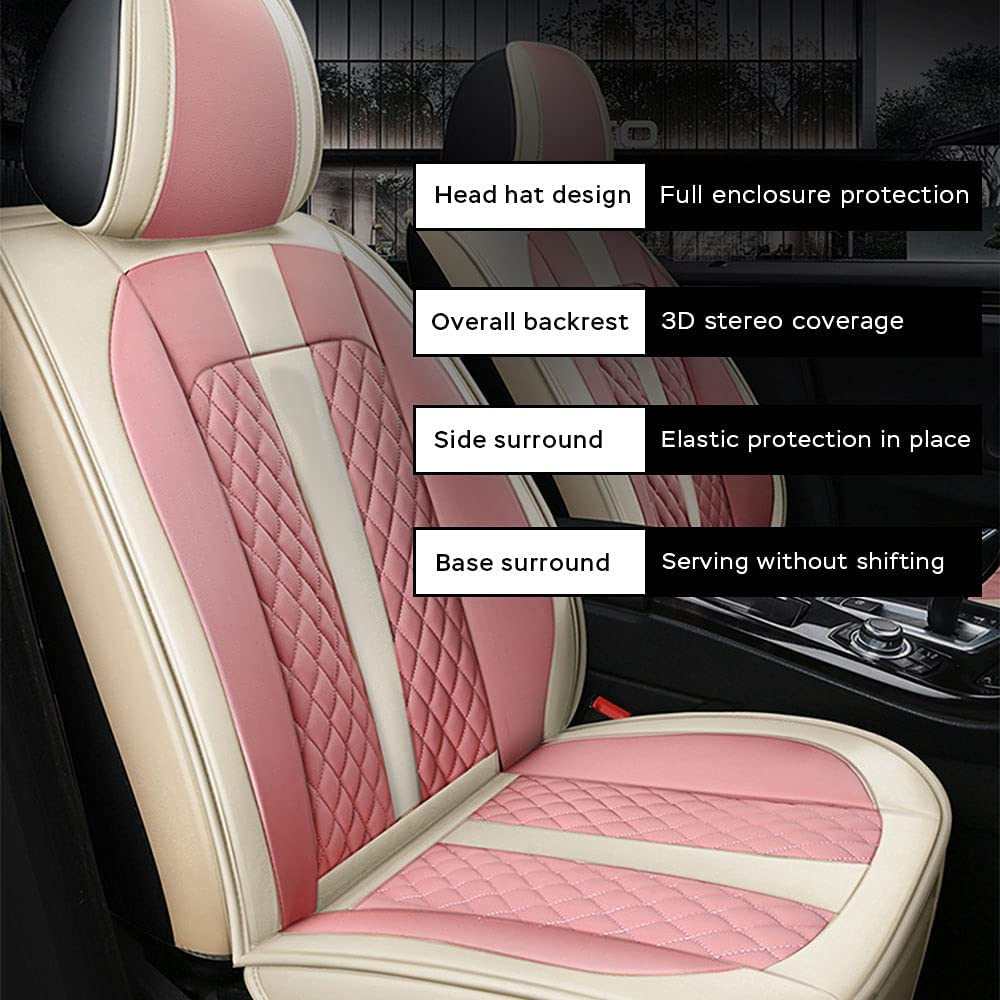 Head hat design Full enclosure protection
Overall backrest 3D stereo coverage
Side surround Elastic protection in place
Base surround Serving without shifting